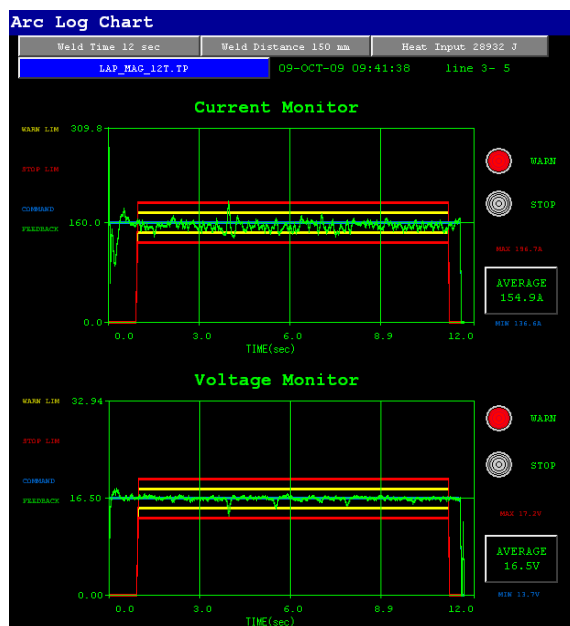 Arc Log Chart
Weld Time 12 sec
Weld Distance 150 mm
Heat Input 28932 J
LAP_MAG_12T.TP
09-OCT-09 09:41:38
line 3- 5
Current Monitor
WARN LIM
309.8
STOP LIM
WARN
COMMAND
STOP
160.0
FEEDBACK
MAX 196.7A
AVERAGE
154.9A
0.0
MIN 136.6A
0.0
3.0
6.0
8.9
12.0
TIME(sec)
Voltage Monitor
WARN LIM
32.94
WARN
STOP LIM
STOP
COMMAND
16.50
FEEDBACK
MAX 17.2V
AVERAGE
16.5V
0.00
MIN 13.7V
0.0
3.0
6.0
8.9
12.0
TIME(sec)